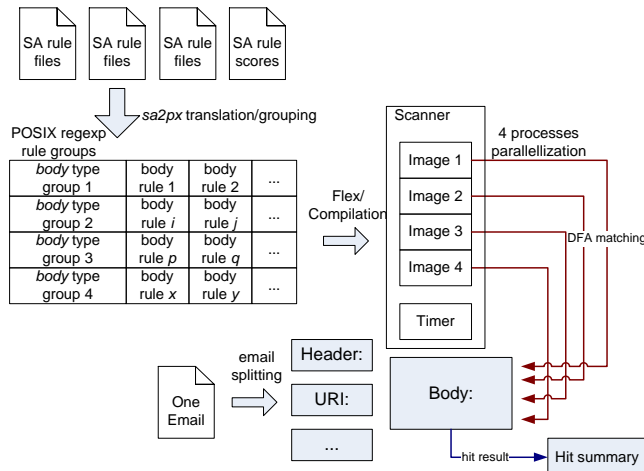 SA rule
files
SA rule
files
SA rule
files
SA rule
scores
sa2px translation/grouping
POSIX regexp
rule groups
body type
group 1
body
rule 1
body
rule 2
...
body type
group 2
body
rule i
body
rule j
...
body type
group 3
body
rule p
body
rule q
...
body type
group 4
body
rule x
body
rule y
...
Flex/
Compilation
Scanner
Image 1
Image 2
Image 3
Image 4
Timer
4 processes
parallellization
DFA matching
One
Email
email
splitting
Header:
URI:
...
Body:
hit result
Hit summary